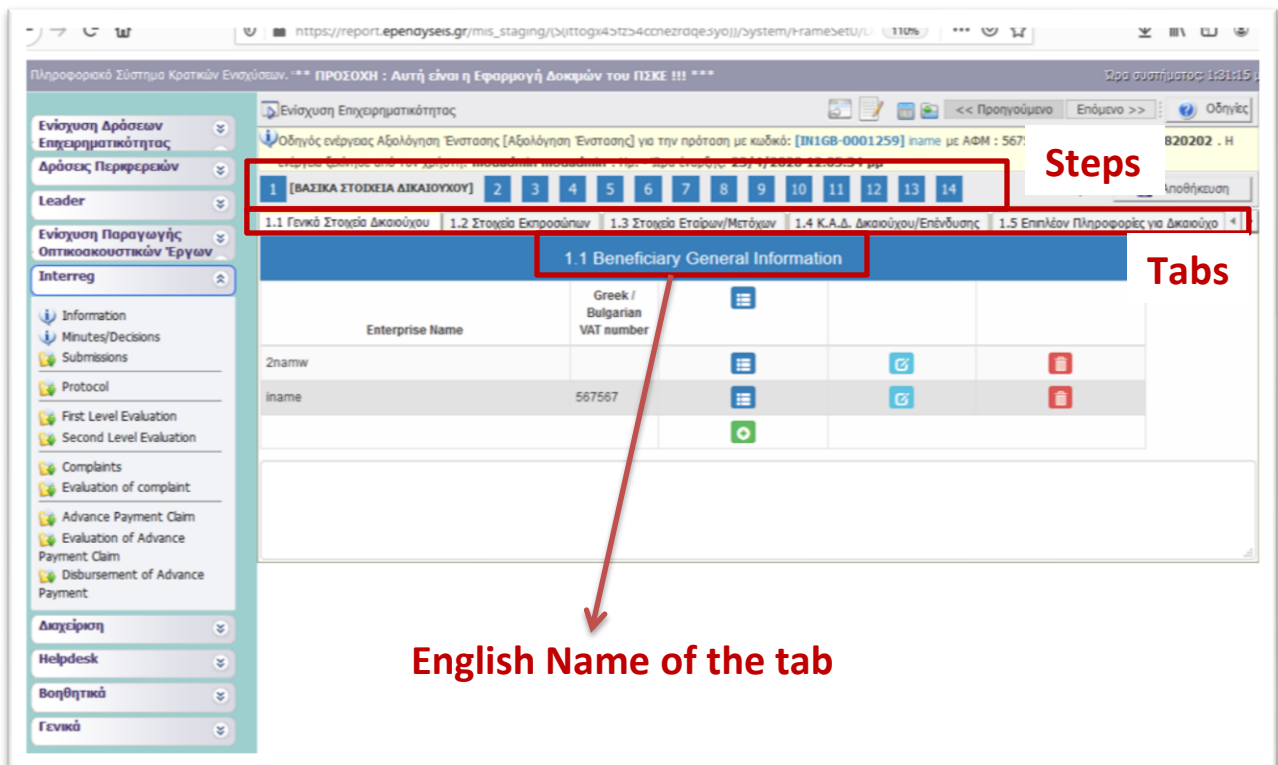 https://report.ependyseis.gr/mis_staging/
110%
Πληροφοριακό Σύστημα Κρατικών Ενισχύσεων. *** ΠΡΟΣΟΧΗ : Αυτή είναι η Εφαρμογή Δοκιμών του ΠΣΚΕ !!! ***
Ώρα συστήματος: 1:31:15
Ενίσχυση Επιχειρηματικότητας
<< Προηγούμενο Επόμενο >> Οδηγίες
Οδηγός ενέργειας Αξιολόγηση Ένστασης [Αξιολόγηση Ένστασης] για την πρόταση με κωδικό: [IN1GB-0001259] iname με ΑΦΜ : 567 820202 . Η
Steps
1 [ΒΑΣΙΚΑ ΣΤΟΙΧΕΙΑ ΔΙΚΑΙΟΥΧΟΥ] 2 3 4 5 6 7 8 9 10 11 12 13 14
Αποθήκευση
1.1 Γενικά Στοιχεία Δικαιούχου 1.2 Στοιχεία Εκπροσώπων 1.3 Στοιχεία Εταίρων/Μετόχων 1.4 Κ.Α.Δ. Δικαιούχου/Επένδυσης 1.5 Επιπλέον Πληροφορίες για Δικαιούχο
Tabs
1.1 Beneficiary General Information
Enterprise Name
Greek /
Bulgarian
VAT number
2namw
iname 567567
English Name of the tab
Ενίσχυση Δράσεων
Επιχειρηματικότητας
Δράσεις Περιφερειών
Leader
Ενίσχυση Παραγωγής
Οπτικοακουστικών Έργων
Interreg
Information
Minutes/Decisions
Submissions
Protocol
First Level Evaluation
Second Level Evaluation
Complaints
Evaluation of complaint
Advance Payment Claim
Evaluation of Advance
Payment Claim
Disbursement of Advance
Payment
Διαχείριση
Helpdesk
Βοηθητικά
Γενικά